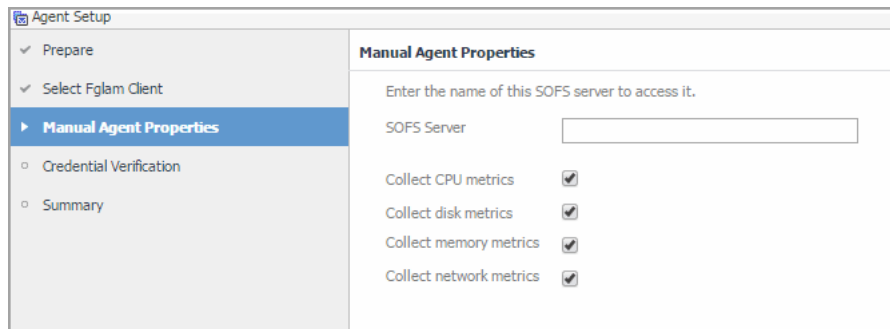 Agent Setup
Prepare
Select Fglam Client
Manual Agent Properties
Credential Verification
Summary
Manual Agent Properties
Enter the name of this SOFS server to access it.
SOFS Server
Collect CPU metrics
Collect disk metrics
Collect memory metrics
Collect network metrics